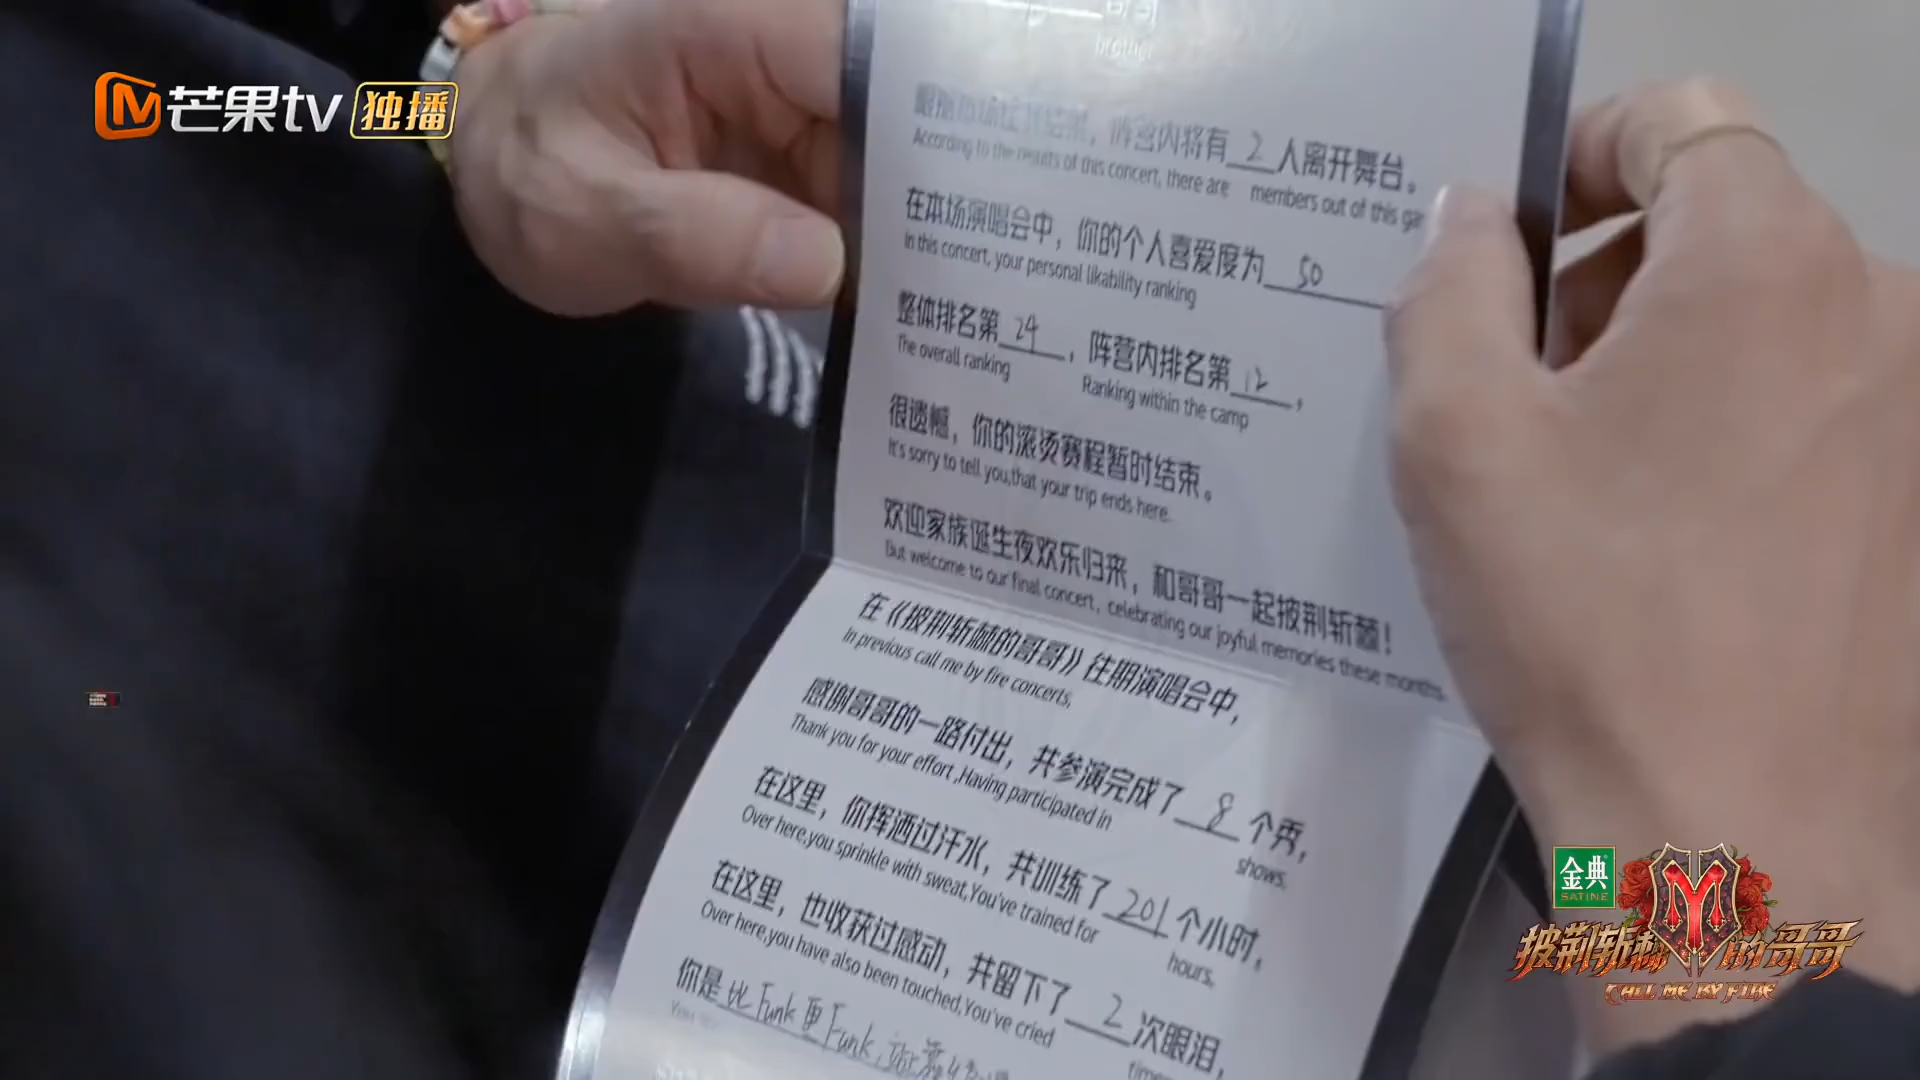 芒果tv 独播
brother
根据本场演出结果，阵营内将有 2 人离开舞台。
According to the results of this concert, there are members out of this
在本场演唱会中，你的个人喜爱度为 50
In this concert, your personal likability ranking
整体排名第 24 ，阵营内排名第 12 ，
The overall ranking Ranking within the camp
很遗憾，你的滚烫赛程暂时结束。
It's sorry to tell you,that your trip ends here.
欢迎家族诞生夜欢乐归来，和哥哥一起披荆斩棘！
But welcome to our final concert, celebrating our joyful memories these months.
在《披荆斩棘的哥哥》往期演唱会中，
In previous call me by fire concerts,
感谢哥哥的一路付出，共参演完成了 8 个秀，
Thank you for your effort ,Having participated in shows,
在这里，你挥洒过汗水，共训练了 201 个小时，
Over here,you sprinkle with sweat,You've trained for hours,
在这里，也收获过感动，共留下了 2 次眼泪，
Over here,you have also been touched,You've cried times
你是比Funk更Funk,
金典
SATINE
披荆斩棘的哥哥
CALL ME BY FIRE